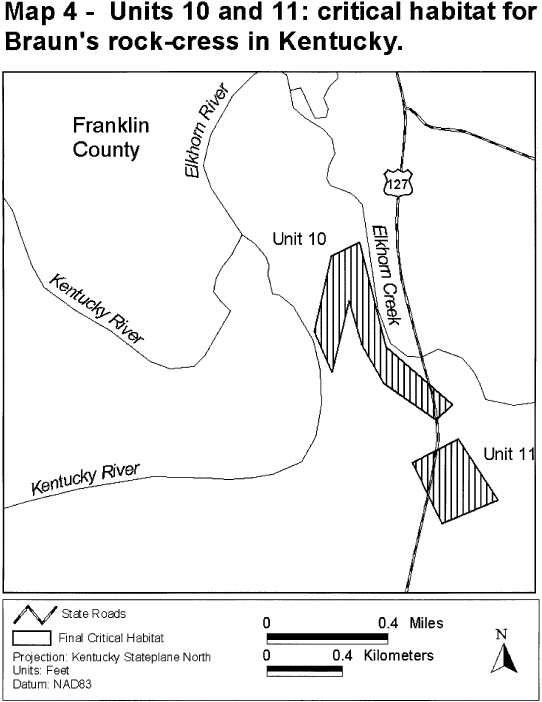 Map 4 - Units 10 and 11: critical habitat for
Braun's rock-cress in Kentucky.
Franklin
County
Elkhorn River
127
Unit 10
Elkhorn Creek
Kentucky River
Unit 11
Kentucky River
State Roads
Final Critical Habitat
Projection: Kentucky Stateplane North
Units: Feet
Datum: NAD83
0 0.4 Miles
0 0.4 Kilometers
N